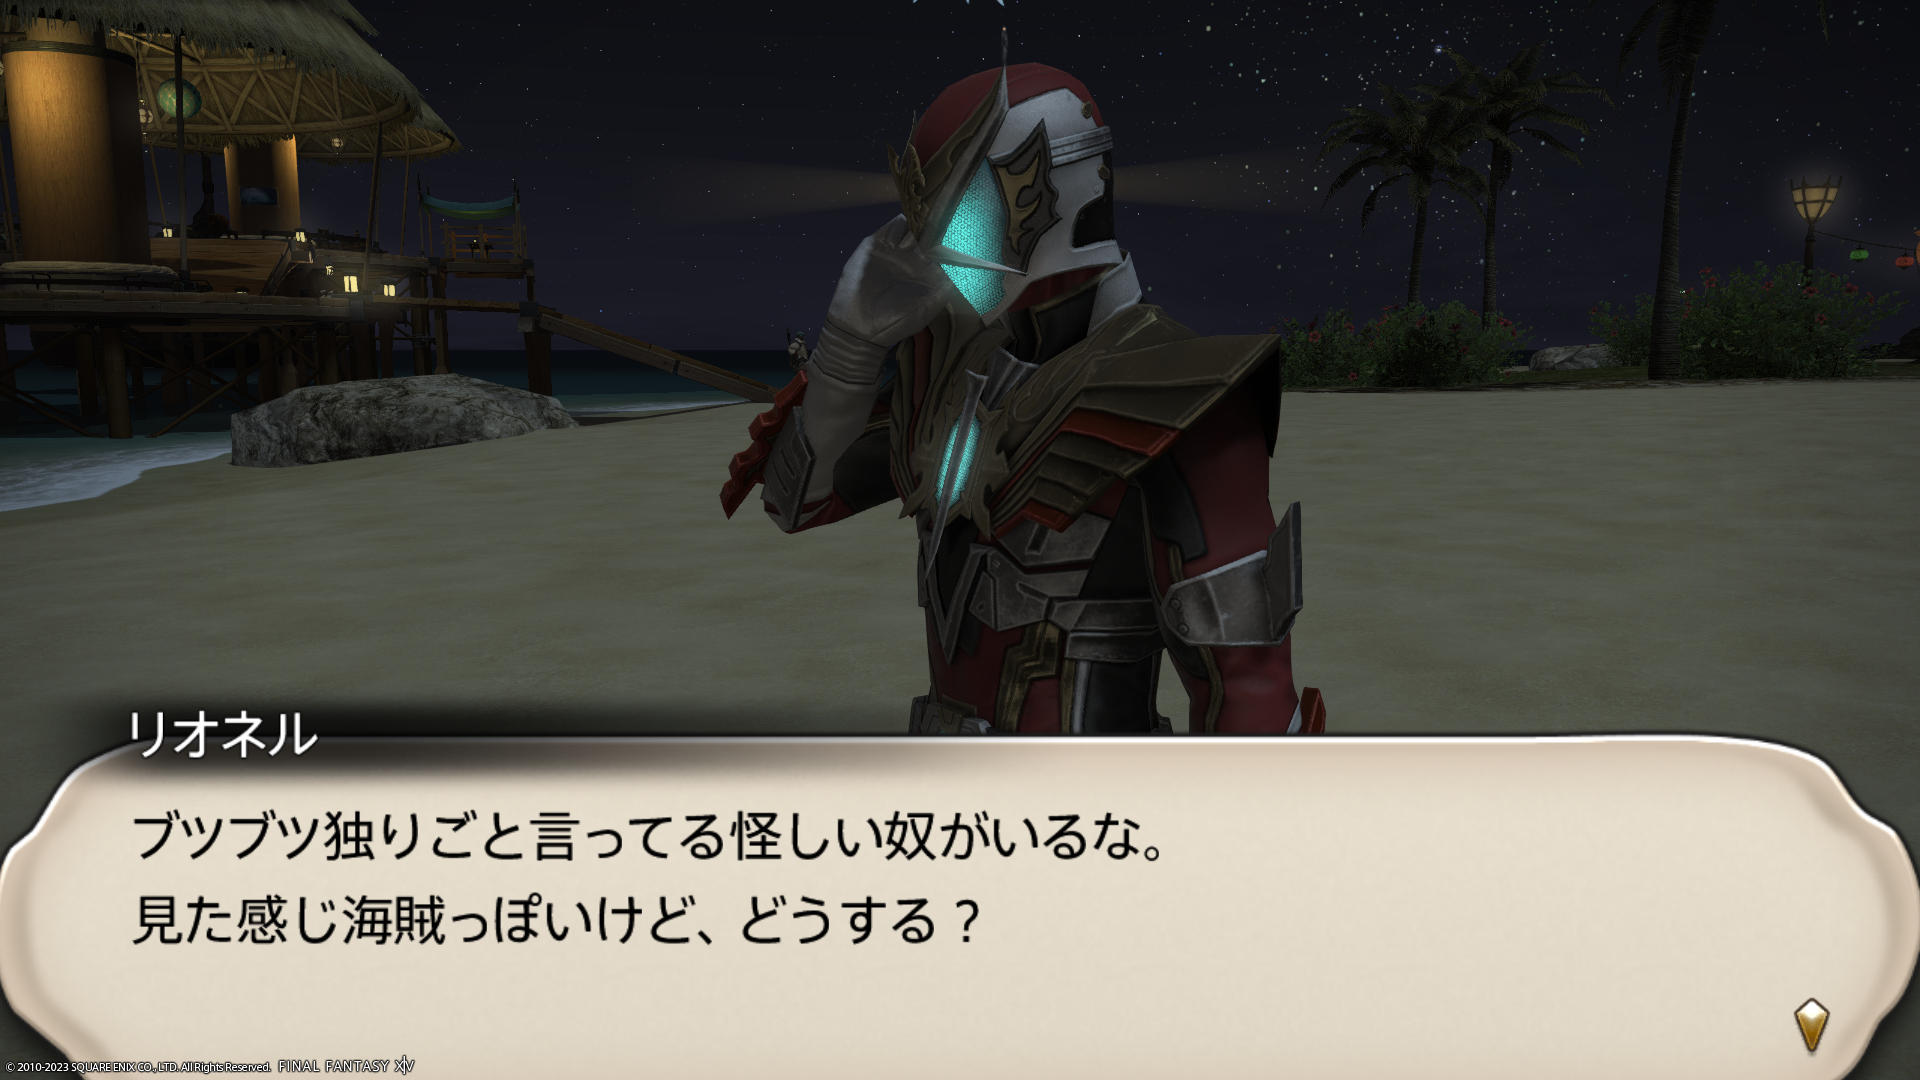 リオネル
ブツブツ独りごと言ってる怪しい奴がいるな。
見た感じ海賊っぽいけど、どうする？
© 2010-2023 SQUARE ENIX CO., LTD. All Rights Reserved. FINAL FANTASY XIV